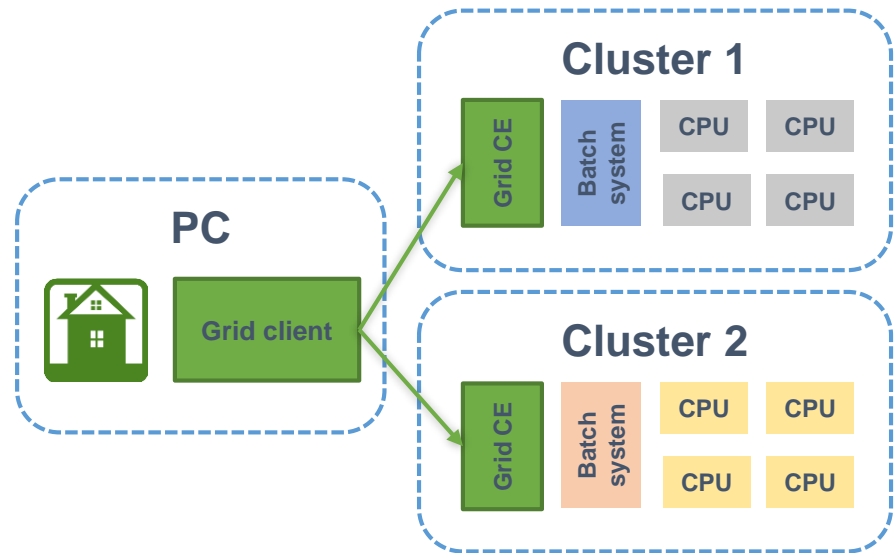 PC
Grid client
Cluster 1
Grid CE
Batch
system
CPU
CPU
CPU
CPU
Cluster 2
Grid CE
Batch
system
CPU
CPU
CPU
CPU